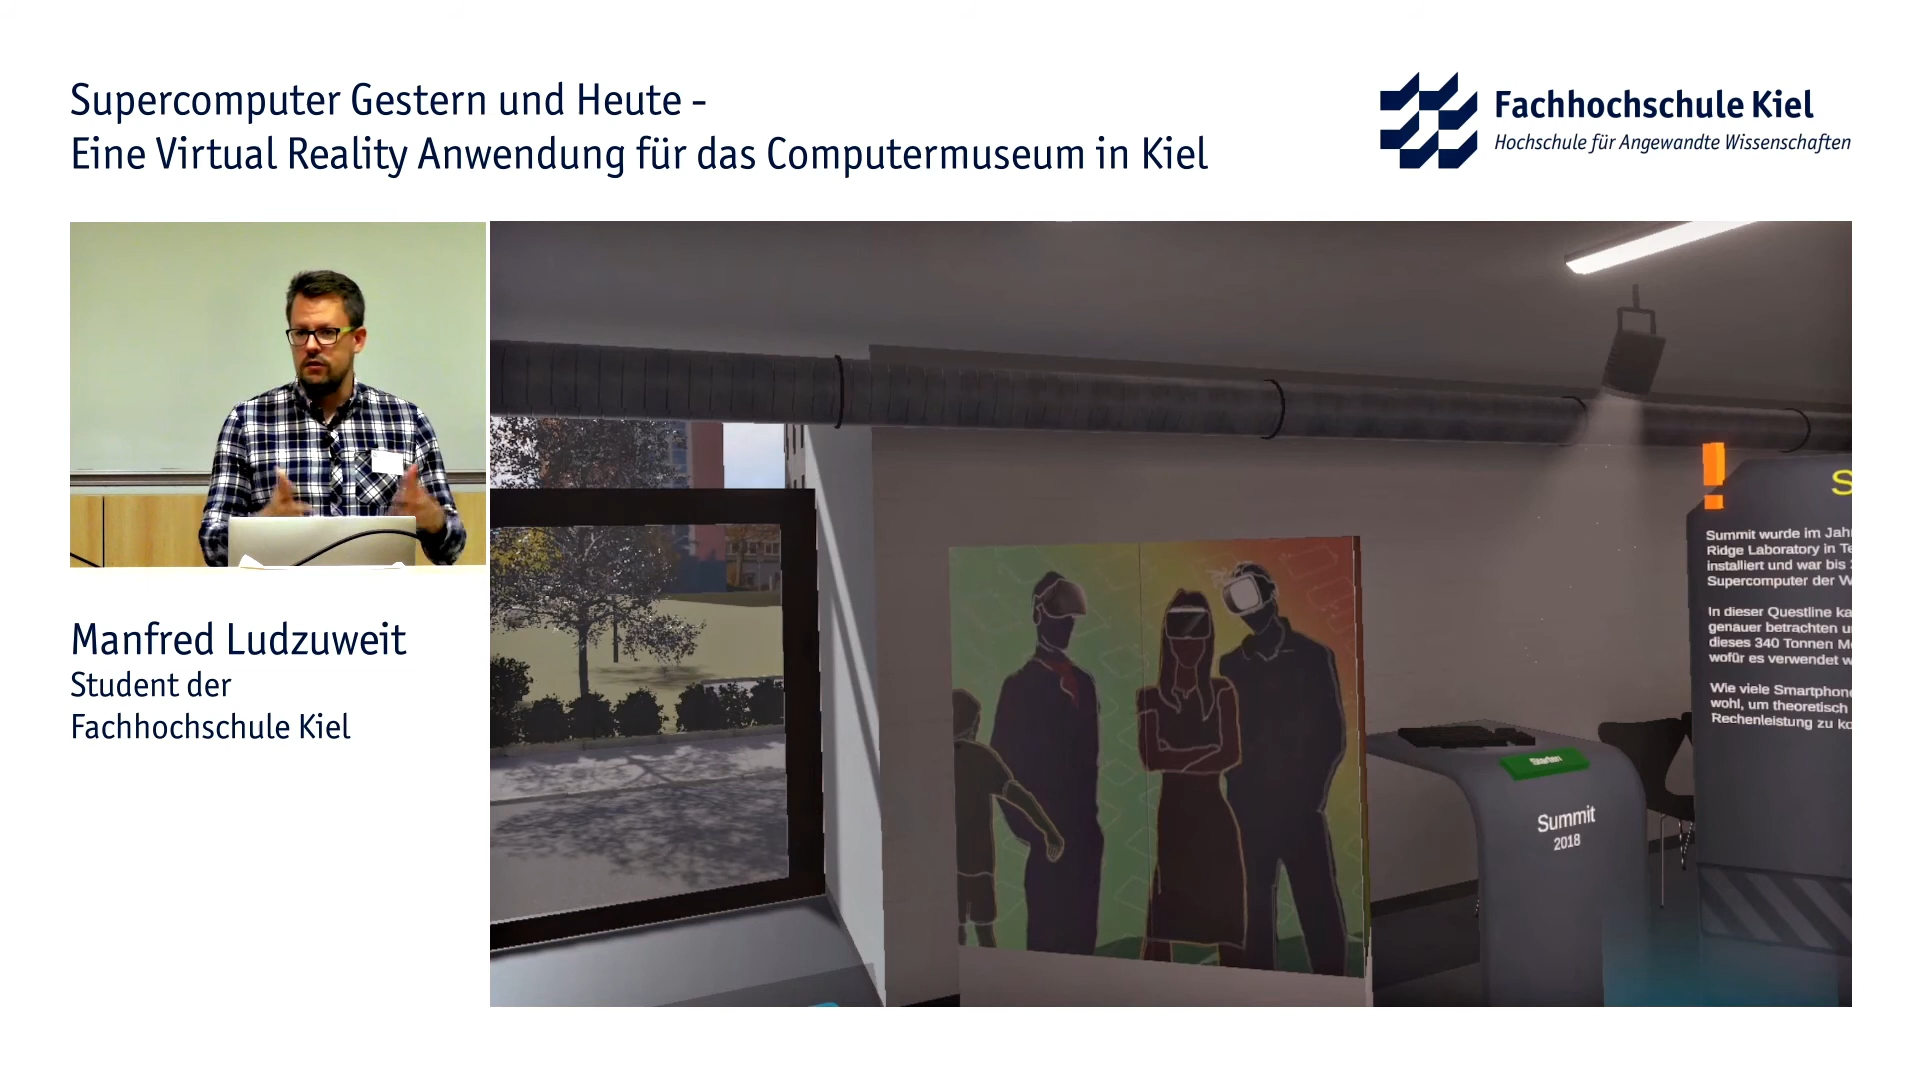 Supercomputer Gestern und Heute -
Eine Virtual Reality Anwendung für das Computermuseum in Kiel
Fachhochschule Kiel
Hochschule für Angewandte Wissenschaften
Manfred Ludzuweit
Student der
Fachhochschule Kiel
Starten
Summit
2018
S
Summit wurde im Jah
Ridge Laboratory in Te
installiert und war bis
Supercomputer der W
In dieser Questline ka
genauer betrachten u
dieses 340 Tonnen M
wofür es verwendet w
Wie viele Smartphone
wohl, um theoretisch
Rechenleistung zu ko